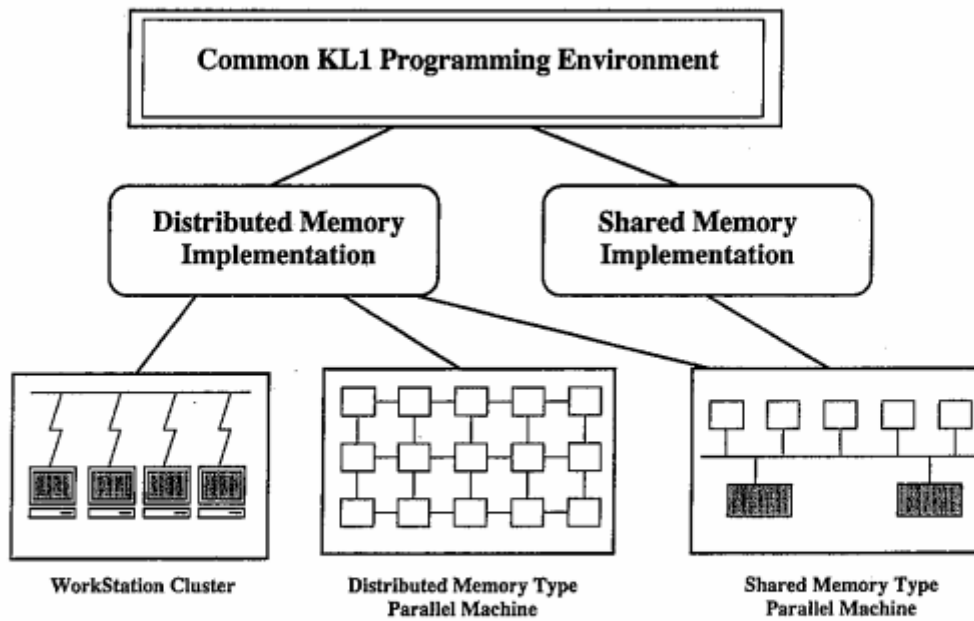 Common KL1 Programming Environment
Distributed Memory
Implementation
Shared Memory
Implementation
WorkStation Cluster
Distributed Memory Type
Parallel Machine
Shared Memory Type
Parallel Machine